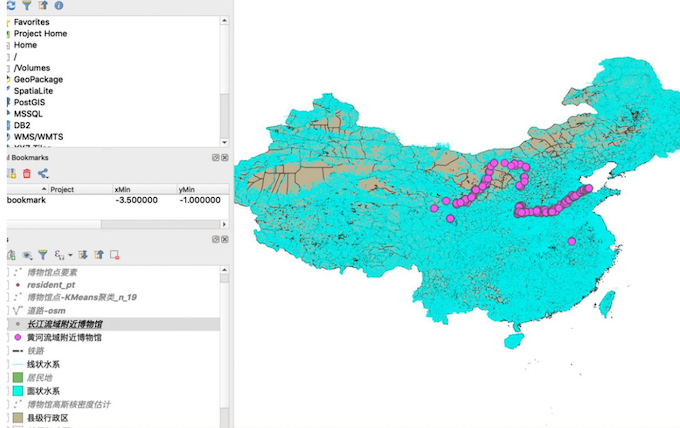 Favorites
Project Home
Home
/
/Volumes
GeoPackage
SpatiaLite
PostGIS
MSSQL
DB2
WMS/WMTS
Bookmarks
Project xMin yMin
bookmark -3.500000 -1.000000
博物馆点要素
resident_pt
博物馆点-KMeans聚类_n_19
道路-osm
长江流域附近博物馆
黄河流域附近博物馆
铁路
线状水系
居民地
面状水系
博物馆高斯核密度估计
县级行政区